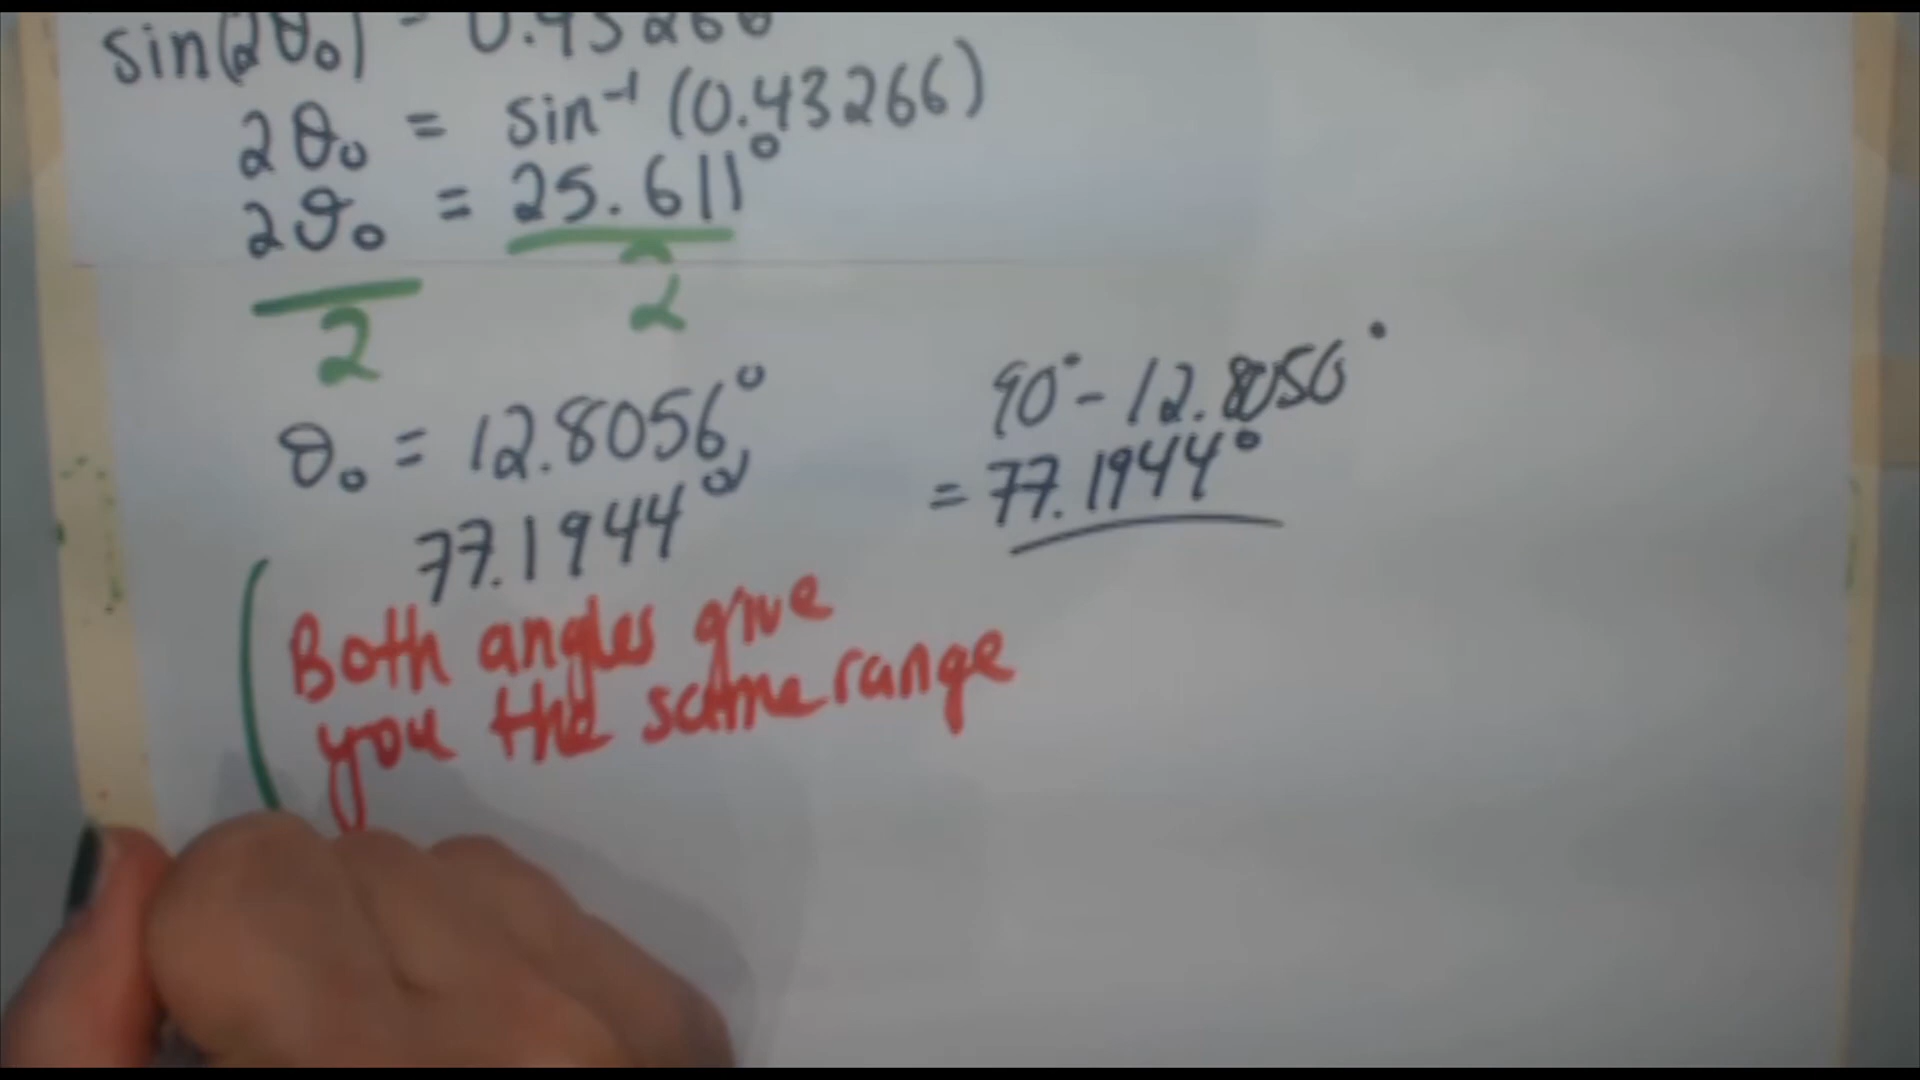 sin(2θ₀) = 0.43266
2θ₀ = sin⁻¹ (0.43266)
2θ₀ = 25.611°
2 2
θ₀ = 12.8056°,
77.1944°
90° - 12.8056°
= 77.1944°
Both angles give
you the same range